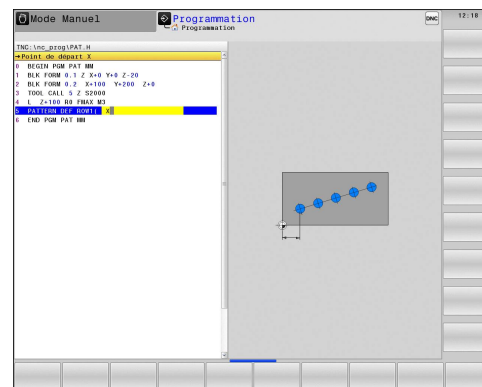 Mode Manuel
Programmation
Programmation
DNC
12:18
TNC:\nc_prog\PAT.H
→Point de départ X
0 BEGIN PGM PAT MM
1 BLK FORM 0.1 Z X+0 Y+0 Z-20
2 BLK FORM 0.2 X+100 Y+200 Z+0
3 TOOL CALL 5 Z S2000
4 L Z+100 R0 FMAX M3
5 PATTERN DEF ROW1( X
6 END PGM PAT MM